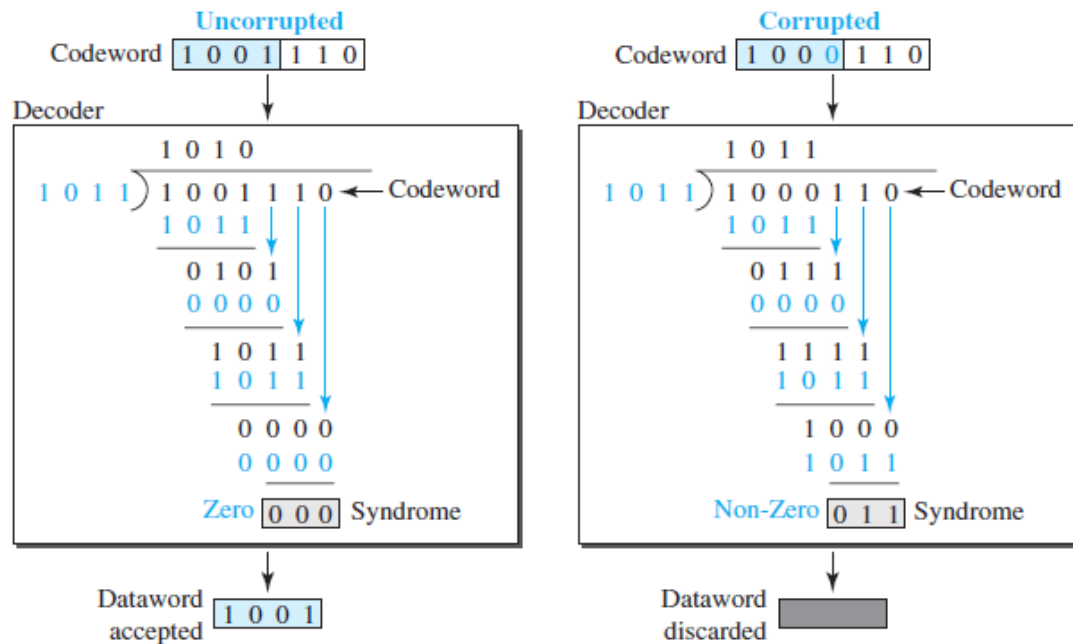 Uncorrupted
Codeword 1 0 0 1 1 1 0
Decoder
1 0 1 0
1 0 1 1 1 0 0 1 1 1 0 Codeword
1 0 1 1
0 1 0 1
0 0 0 0
1 0 1 1
1 0 1 1
0 0 0 0
0 0 0 0
Zero 0 0 0 Syndrome
Dataword
accepted 1 0 0 1
Corrupted
Codeword 1 0 0 0 1 1 0
Decoder
1 0 1 1
1 0 1 1 1 0 0 0 1 1 0 Codeword
1 0 1 1
0 1 1 1
0 0 0 0
1 1 1 1
1 0 1 1
1 0 0 0
1 0 1 1
Non-Zero 0 1 1 Syndrome
Dataword
discarded